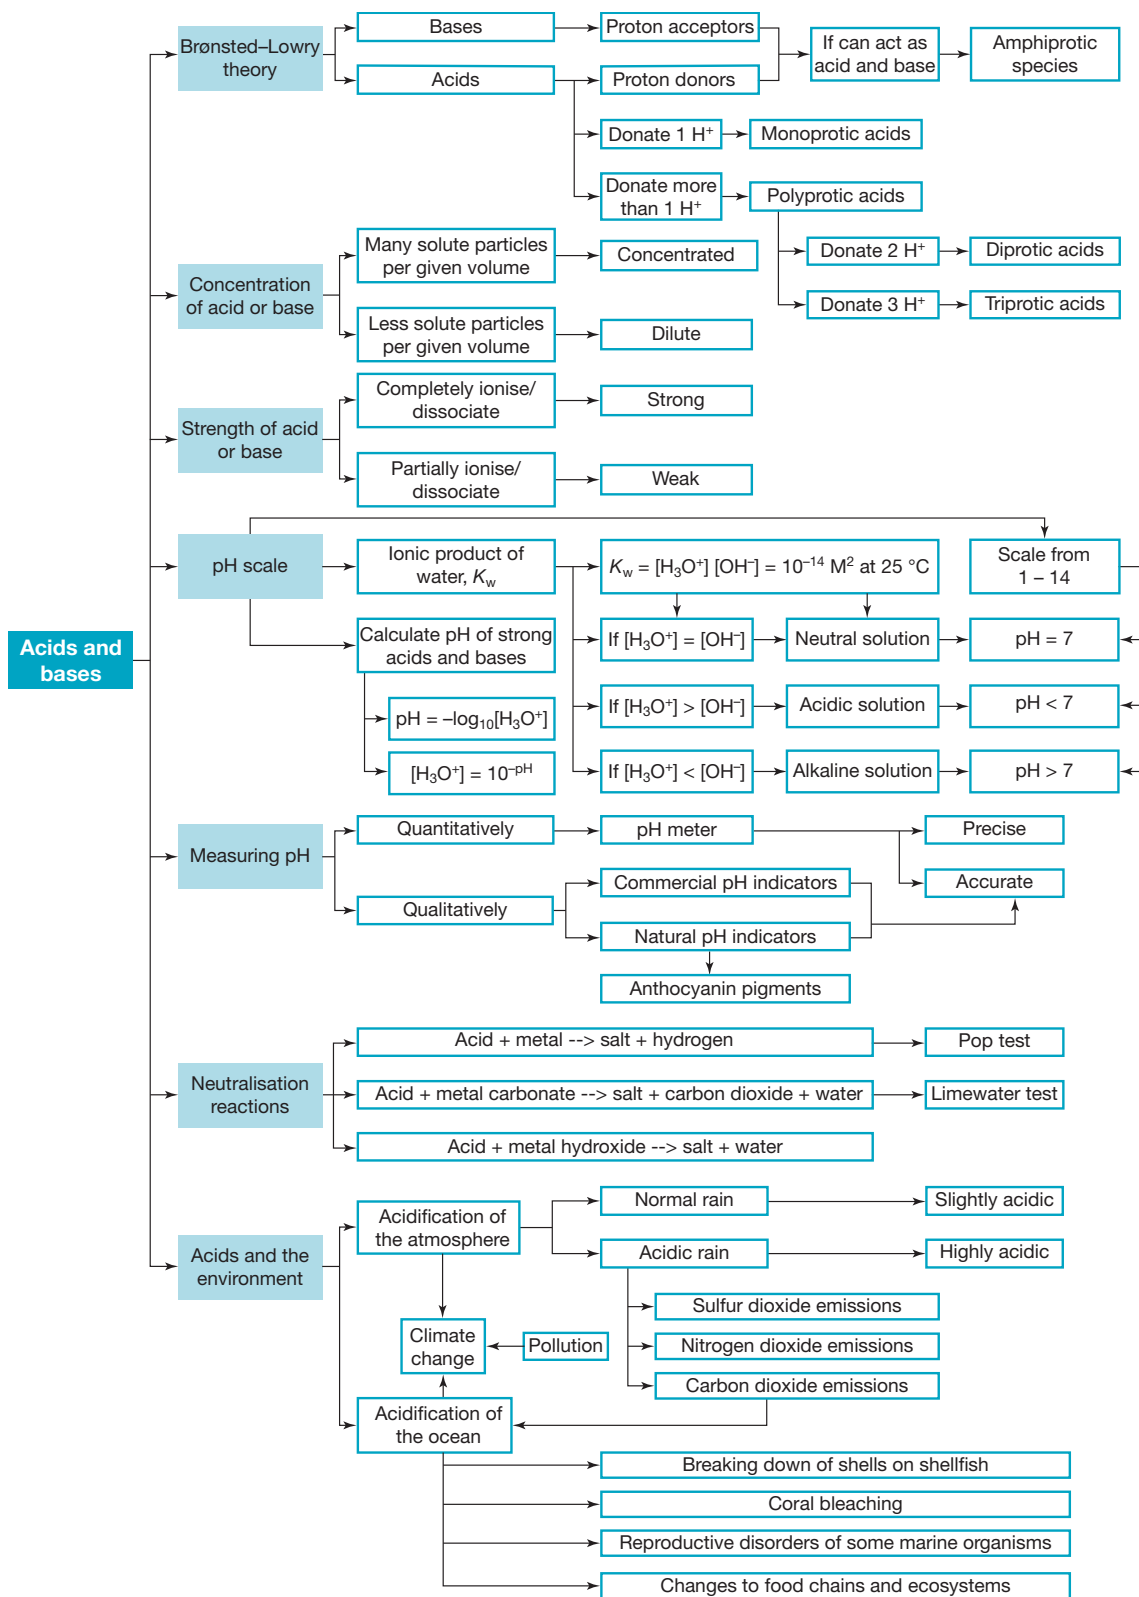 Acids and
bases
Brønsted–Lowry
theory
Bases
Proton acceptors
If can act as
acid and base
Amphiprotic
species
Acids
Proton donors
Donate 1 H⁺
Monoprotic acids
Donate more
than 1 H⁺
Polyprotic acids
Donate 2 H⁺
Diprotic acids
Donate 3 H⁺
Triprotic acids
Concentration
of acid or base
Many solute particles
per given volume
Concentrated
Less solute particles
per given volume
Dilute
Strength of acid
or base
Completely ionise/
dissociate
Strong
Partially ionise/
dissociate
Weak
pH scale
Ionic product of
water, Kw
Kw = [H₃O⁺] [OH⁻] = 10⁻¹⁴ M² at 25 °C
Scale from
1 – 14
Calculate pH of strong
acids and bases
pH = –log₁₀[H₃O⁺]
[H₃O⁺] = 10⁻ᵖᴴ
If [H₃O⁺] = [OH⁻]
Neutral solution
pH = 7
If [H₃O⁺] > [OH⁻]
Acidic solution
pH < 7
If [H₃O⁺] < [OH⁻]
Alkaline solution
pH > 7
Measuring pH
Quantitatively
pH meter
Precise
Accurate
Qualitatively
Commercial pH indicators
Natural pH indicators
Anthocyanin pigments
Neutralisation
reactions
Acid + metal --> salt + hydrogen
Pop test
Acid + metal carbonate --> salt + carbon dioxide + water
Limewater test
Acid + metal hydroxide --> salt + water
Acids and the
environment
Acidification of
the atmosphere
Normal rain
Slightly acidic
Acidic rain
Highly acidic
Sulfur dioxide emissions
Nitrogen dioxide emissions
Carbon dioxide emissions
Climate
change
Pollution
Acidification of
the ocean
Breaking down of shells on shellfish
Coral bleaching
Reproductive disorders of some marine organisms
Changes to food chains and ecosystems